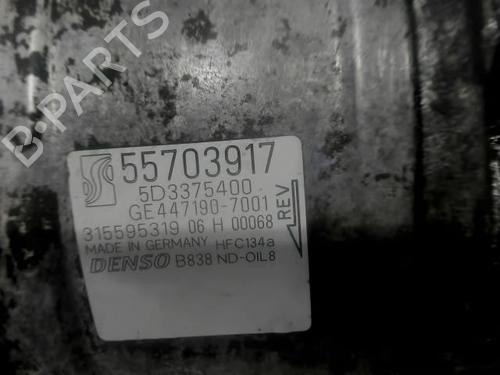 B-PARTS
55703917
5D3375400
GE447190-7001
315595319 06 H 00068
MADE IN GERMANY HFC134a
DENSO B838 ND-OIL8
REV